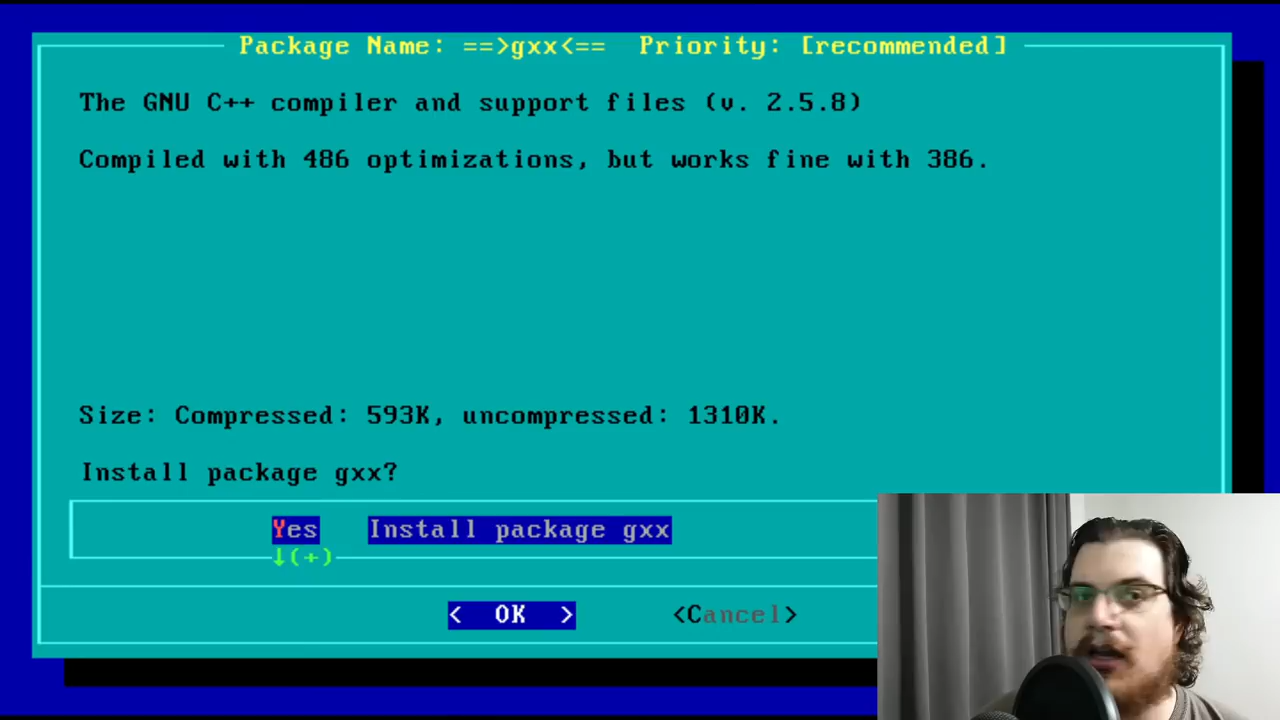 Package Name: ==>gxx<==  Priority: [recommended]
The GNU C++ compiler and support files (v. 2.5.8)
Compiled with 486 optimizations, but works fine with 386.
Size: Compressed: 593K, uncompressed: 1310K.
Install package gxx?
Yes   Install package gxx
↓(+)
<  OK  >   <Cancel>